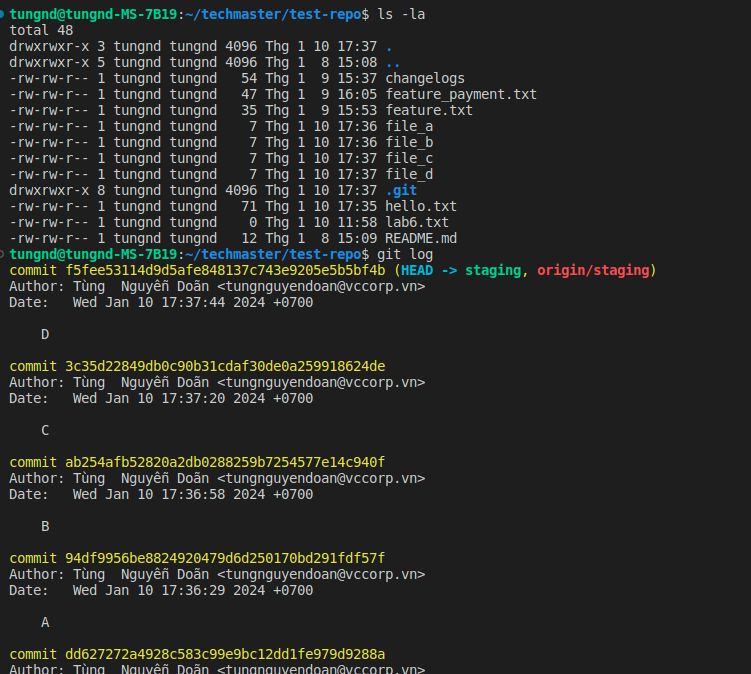 tungnd@tungnd-MS-7B19:~/techmaster/test-repo$ ls -la
total 48
drwxrwxr-x 3 tungnd tungnd 4096 Thg 1 10 17:37 .
drwxrwxr-x 5 tungnd tungnd 4096 Thg 1  8 15:08 ..
-rw-rw-r-- 1 tungnd tungnd   54 Thg 1  9 15:37 changelogs
-rw-rw-r-- 1 tungnd tungnd   47 Thg 1  9 16:05 feature_payment.txt
-rw-rw-r-- 1 tungnd tungnd   35 Thg 1  9 15:53 feature.txt
-rw-rw-r-- 1 tungnd tungnd    7 Thg 1 10 17:36 file_a
-rw-rw-r-- 1 tungnd tungnd    7 Thg 1 10 17:36 file_b
-rw-rw-r-- 1 tungnd tungnd    7 Thg 1 10 17:37 file_c
-rw-rw-r-- 1 tungnd tungnd    7 Thg 1 10 17:37 file_d
drwxrwxr-x 8 tungnd tungnd 4096 Thg 1 10 17:37 .git
-rw-rw-r-- 1 tungnd tungnd   71 Thg 1 10 17:35 hello.txt
-rw-rw-r-- 1 tungnd tungnd    0 Thg 1 10 11:58 lab6.txt
-rw-rw-r-- 1 tungnd tungnd   12 Thg 1  8 15:09 README.md
tungnd@tungnd-MS-7B19:~/techmaster/test-repo$ git log
commit f5fee53114d9d5afe848137c743e9205e5b5bf4b (HEAD -> staging, origin/staging)
Author: Tùng  Nguyễn Doãn <tungnguyendoan@vccorp.vn>
Date:   Wed Jan 10 17:37:44 2024 +0700
D
commit 3c35d22849db0c90b31cdaf30de0a259918624de
Author: Tùng  Nguyễn Doãn <tungnguyendoan@vccorp.vn>
Date:   Wed Jan 10 17:37:20 2024 +0700
C
commit ab254afb52820a2db0288259b7254577e14c940f
Author: Tùng  Nguyễn Doãn <tungnguyendoan@vccorp.vn>
Date:   Wed Jan 10 17:36:58 2024 +0700
B
commit 94df9956be8824920479d6d250170bd291fdf57f
Author: Tùng  Nguyễn Doãn <tungnguyendoan@vccorp.vn>
Date:   Wed Jan 10 17:36:29 2024 +0700
A
commit dd627272a4928c583c99e9bc12dd1fe979d9288a
Author: Tùng  Nguyễn Doãn <tungnguyendoan@vccorp.vn>